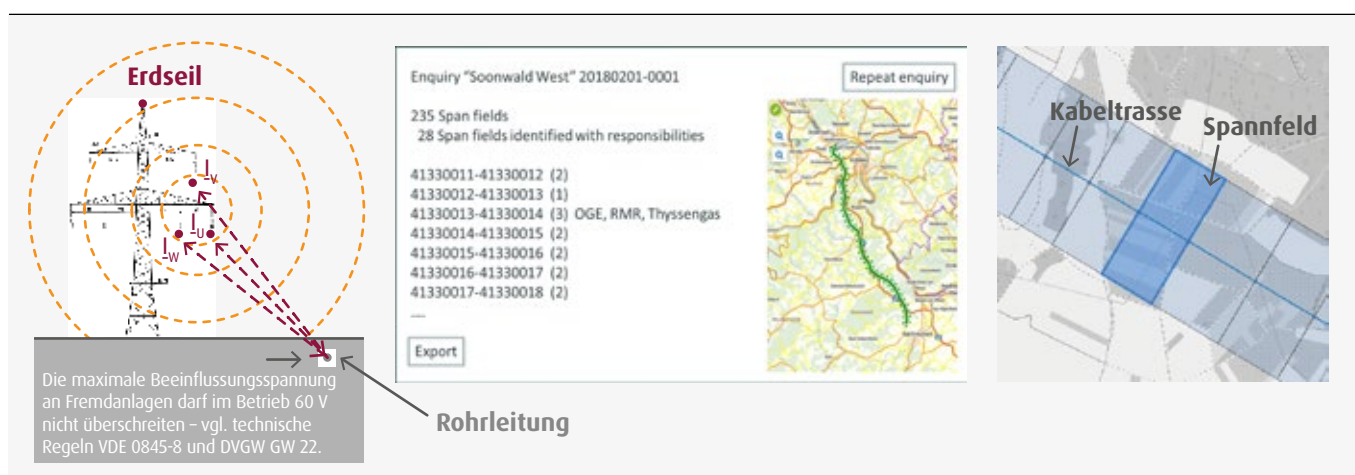 Erdseil
I_V
I_U
I_W
Die maximale Beeinflussungsspannung
an Fremdanlagen darf im Betrieb 60 V
nicht überschreiten – vgl. technische
Regeln VDE 0845-8 und DVGW GW 22.
Rohrleitung
Enquiry "Soonwald West" 20180201-0001
Repeat enquiry
235 Span fields
28 Span fields identified with responsibilities
41330011-41330012 (2)
41330012-41330013 (1)
41330013-41330014 (3) OGE, RMR, Thyssengas
41330014-41330015 (2)
41330015-41330016 (2)
41330016-41330017 (2)
41330017-41330018 (2)
....
Export
Kabeltrasse
Spannfeld